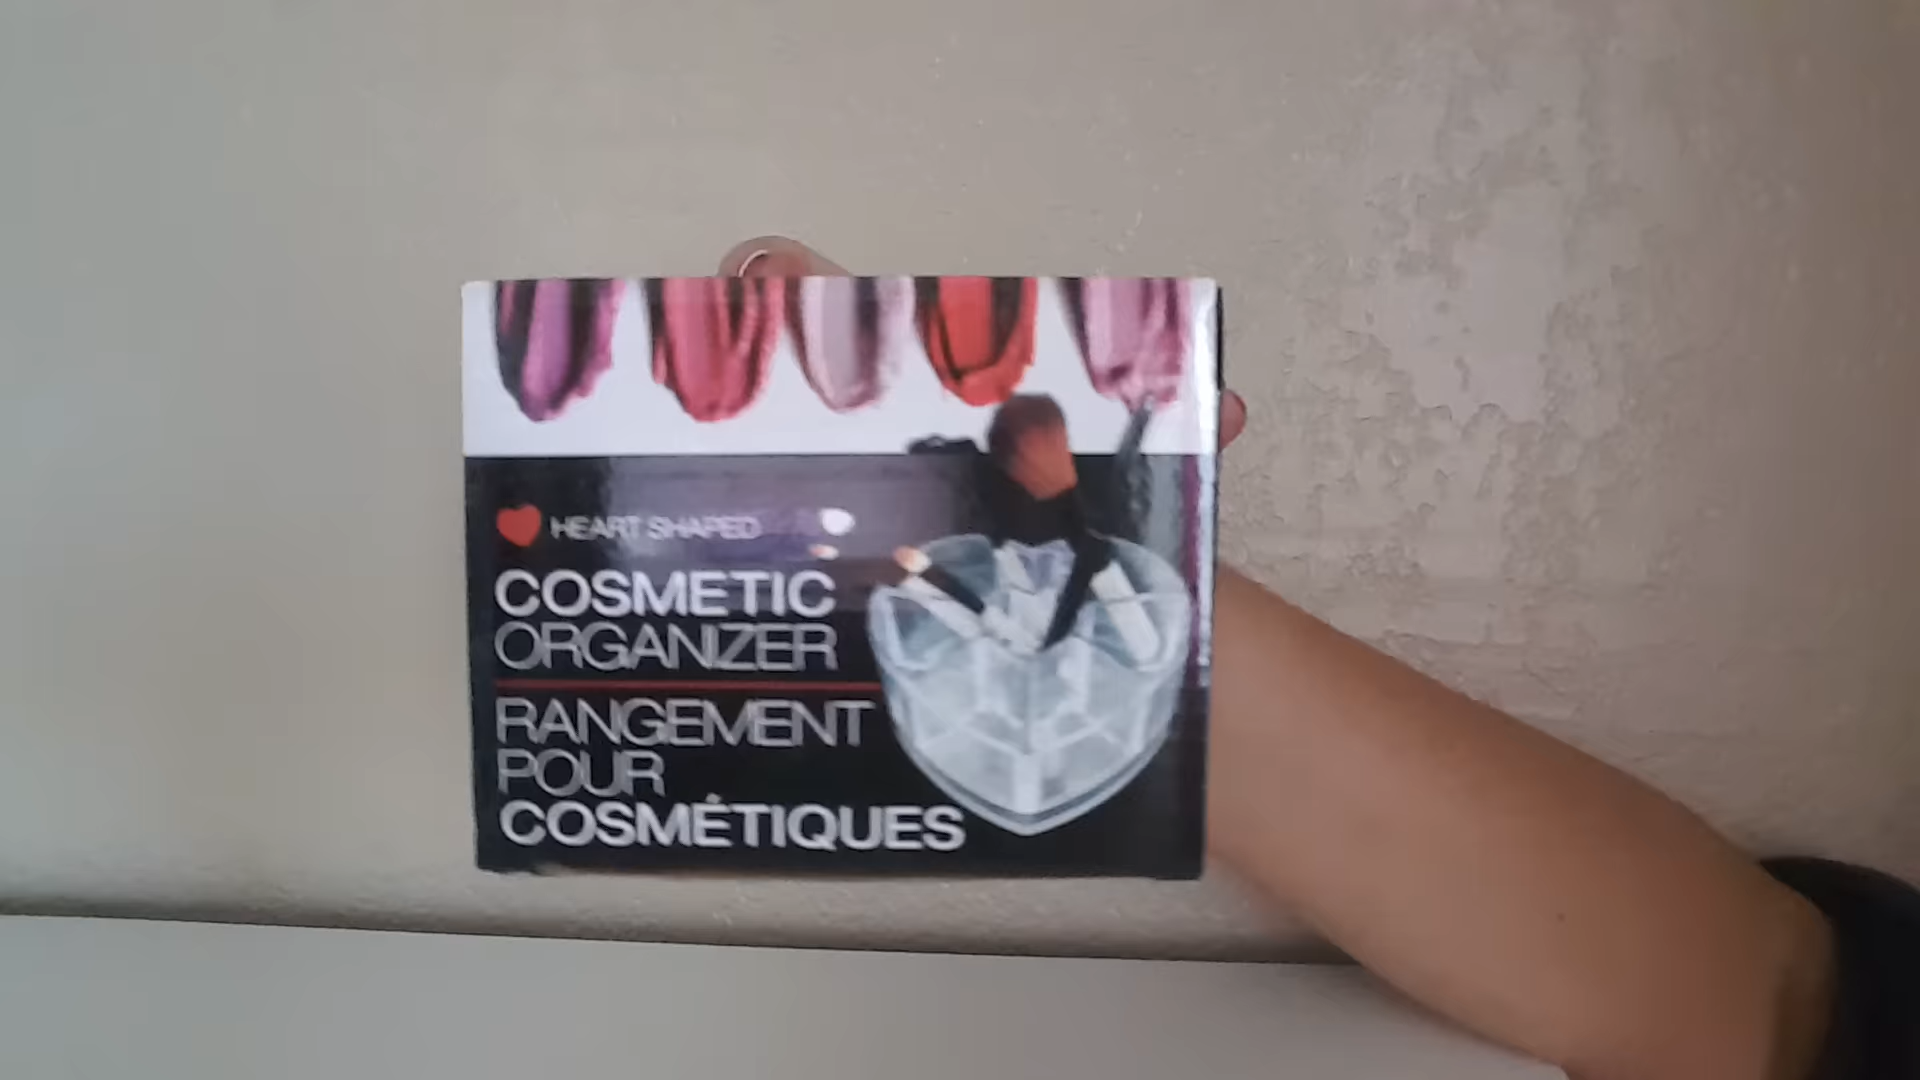 HEART SHAPED
COSMETIC
ORGANIZER
RANGEMENT
POUR
COSMÉTIQUES